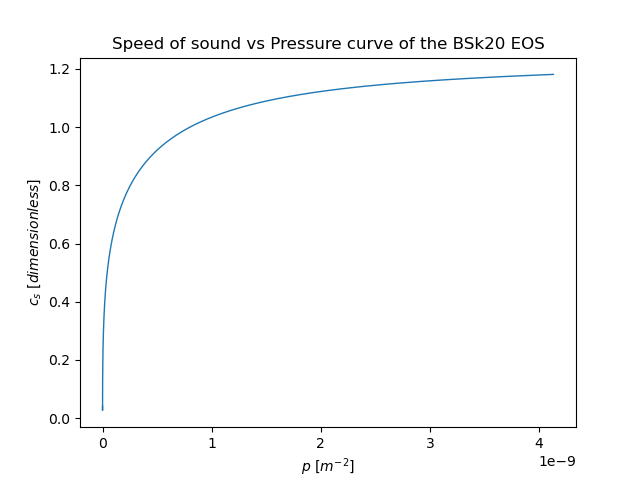 Speed of sound vs Pressure curve of the BSk20 EOS
1.2
1.0
0.8
0.6
0.4
0.2
0.0
c_s [dimensionless]
0 1 2 3 4
1e−9
p [m^{−2}]